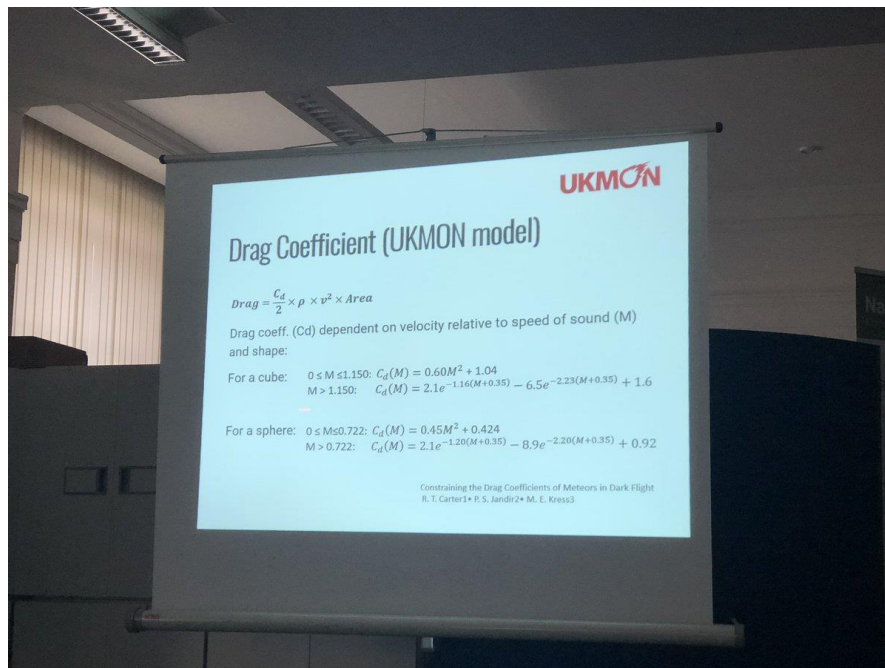 UKMON
Drag Coefficient (UKMON model)
Drag = C_d/2 × ρ × v² × Area
Drag coeff. (Cd) dependent on velocity relative to speed of sound (M)
and shape:
For a cube: 0 ≤ M ≤1.150: C_d(M) = 0.60M² + 1.04
M > 1.150: C_d(M) = 2.1e^{−1.16(M+0.35)} − 6.5e^{−2.23(M+0.35)} + 1.6
For a sphere: 0 ≤ M≤0.722: C_d(M) = 0.45M² + 0.424
M > 0.722: C_d(M) = 2.1e^{−1.20(M+0.35)} − 8.9e^{−2.20(M+0.35)} + 0.92
Constraining the Drag Coefficients of Meteors in Dark Flight
R. T. Carter1• P. S. Jandir2• M. E. Kress3
Na